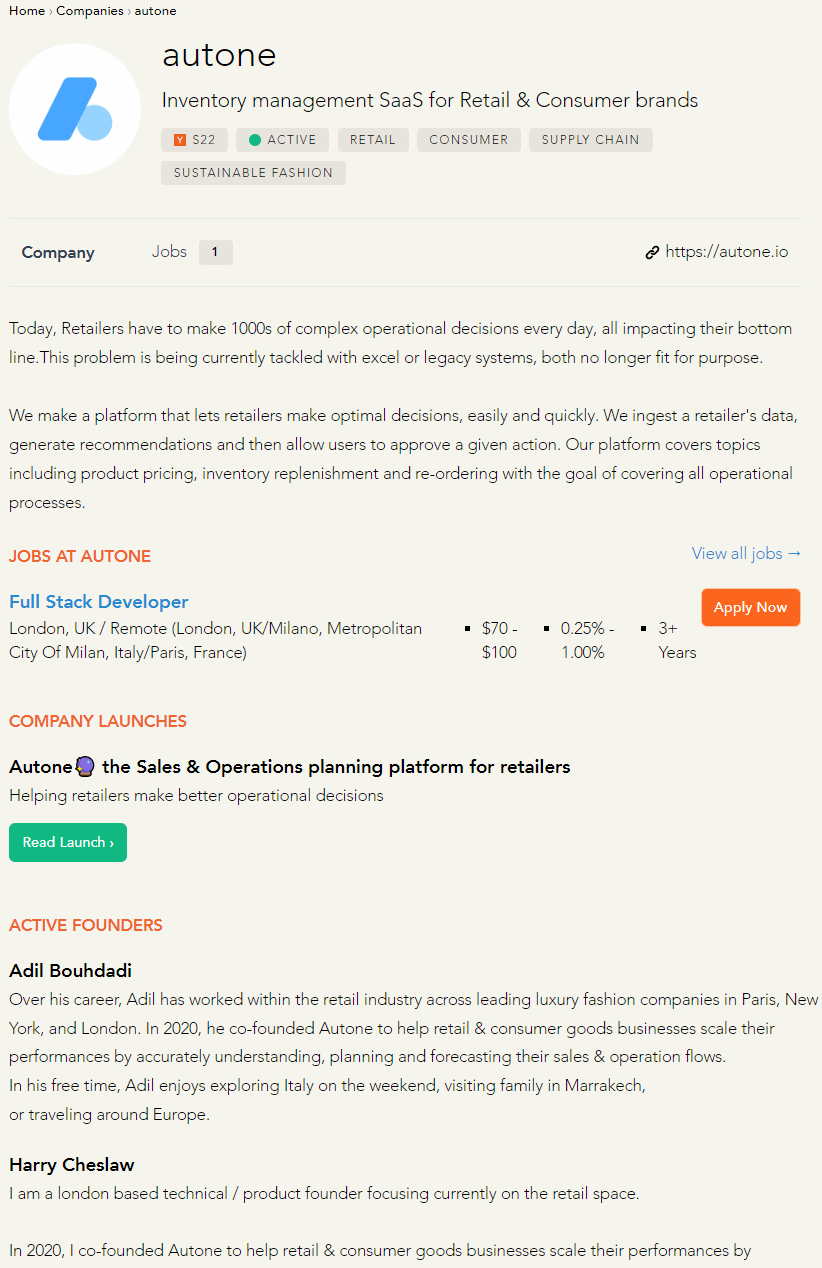 Home › Companies › autone
autone
Inventory management SaaS for Retail & Consumer brands
Y S22 ACTIVE RETAIL CONSUMER SUPPLY CHAIN
SUSTAINABLE FASHION
Company Jobs 1 https://autone.io
Today, Retailers have to make 1000s of complex operational decisions every day, all impacting their bottom
line.This problem is being currently tackled with excel or legacy systems, both no longer fit for purpose.
We make a platform that lets retailers make optimal decisions, easily and quickly. We ingest a retailer's data,
generate recommendations and then allow users to approve a given action. Our platform covers topics
including product pricing, inventory replenishment and re-ordering with the goal of covering all operational
processes.
JOBS AT AUTONE View all jobs →
Full Stack Developer Apply Now
London, UK / Remote (London, UK/Milano, Metropolitan ▪ $70 - ▪ 0.25% - ▪ 3+
City Of Milan, Italy/Paris, France) $100 1.00% Years
COMPANY LAUNCHES
Autone🔮 the Sales & Operations planning platform for retailers
Helping retailers make better operational decisions
Read Launch ›
ACTIVE FOUNDERS
Adil Bouhdadi
Over his career, Adil has worked within the retail industry across leading luxury fashion companies in Paris, New
York, and London. In 2020, he co-founded Autone to help retail & consumer goods businesses scale their
performances by accurately understanding, planning and forecasting their sales & operation flows.
In his free time, Adil enjoys exploring Italy on the weekend, visiting family in Marrakech,
or traveling around Europe.
Harry Cheslaw
I am a london based technical / product founder focusing currently on the retail space.
In 2020, I co-founded Autone to help retail & consumer goods businesses scale their performances by